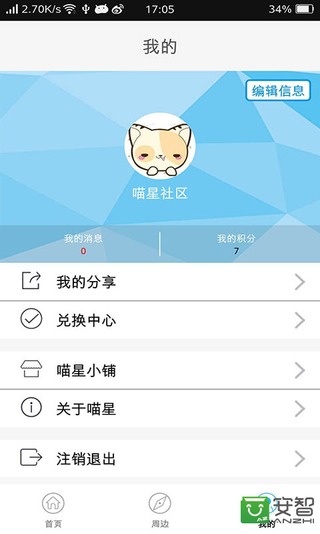 2.70K/s 17:05 34%
我的
编辑信息
喵星社区
我的消息 我的积分
0 7
我的分享
兑换中心
喵星小铺
关于喵星
注销退出
首页 周边 我的
安智
ANZHI